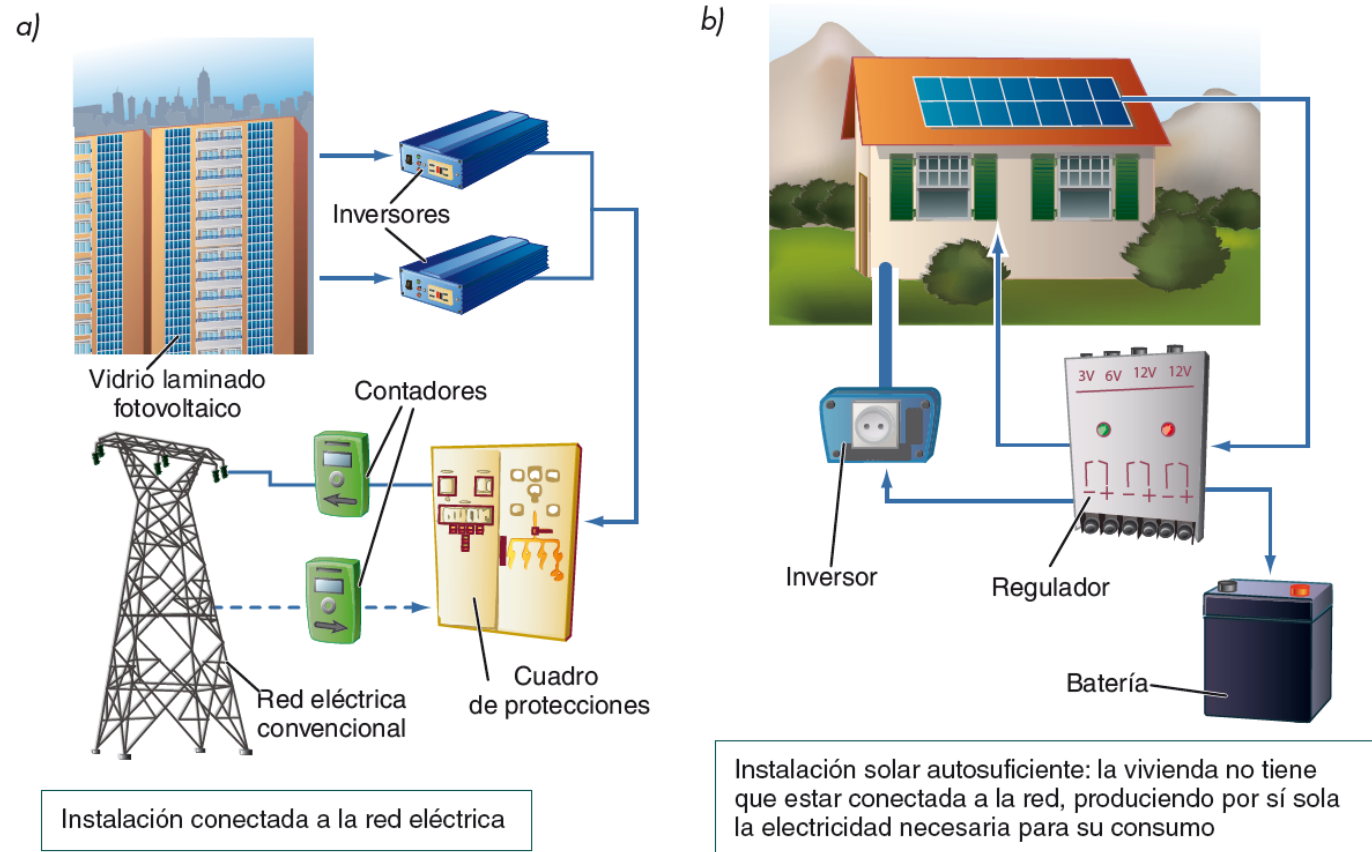 a)
Inversores
Vidrio laminado
fotovoltaico
Contadores
Red eléctrica
convencional
Cuadro
de protecciones
Instalación conectada a la red eléctrica
b)
3V 6V 12V 12V
- + - + - +
Inversor
Regulador
Batería
Instalación solar autosuficiente: la vivienda no tiene
que estar conectada a la red, produciendo por sí sola
la electricidad necesaria para su consumo